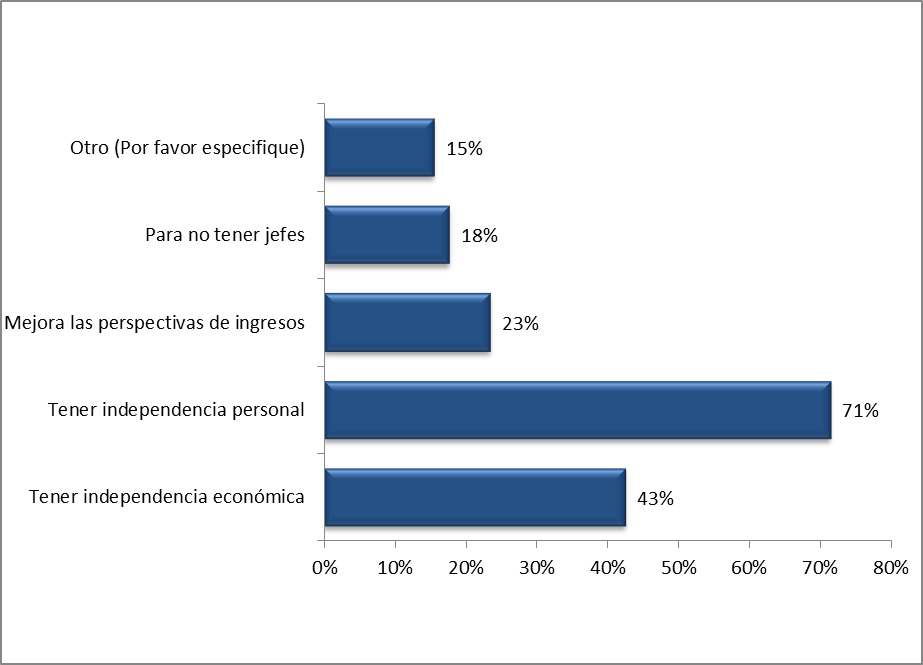 Otro (Por favor especifique)
15%
Para no tener jefes
18%
Mejora las perspectivas de ingresos
23%
Tener independencia personal
71%
Tener independencia económica
43%
0% 10% 20% 30% 40% 50% 60% 70% 80%